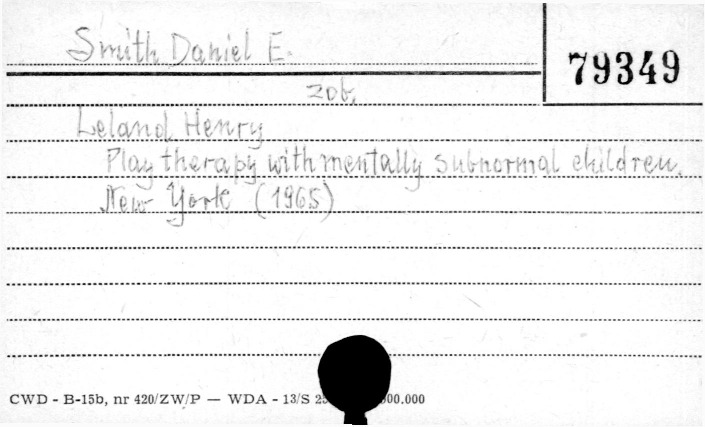 Smith Daniel E.
79349
zob.
Leland Henry
Play therapy with mentally subnormal children.
New York (1965)
CWD - B-15b, nr 420/ZW/P — WDA - 13/S 00.000